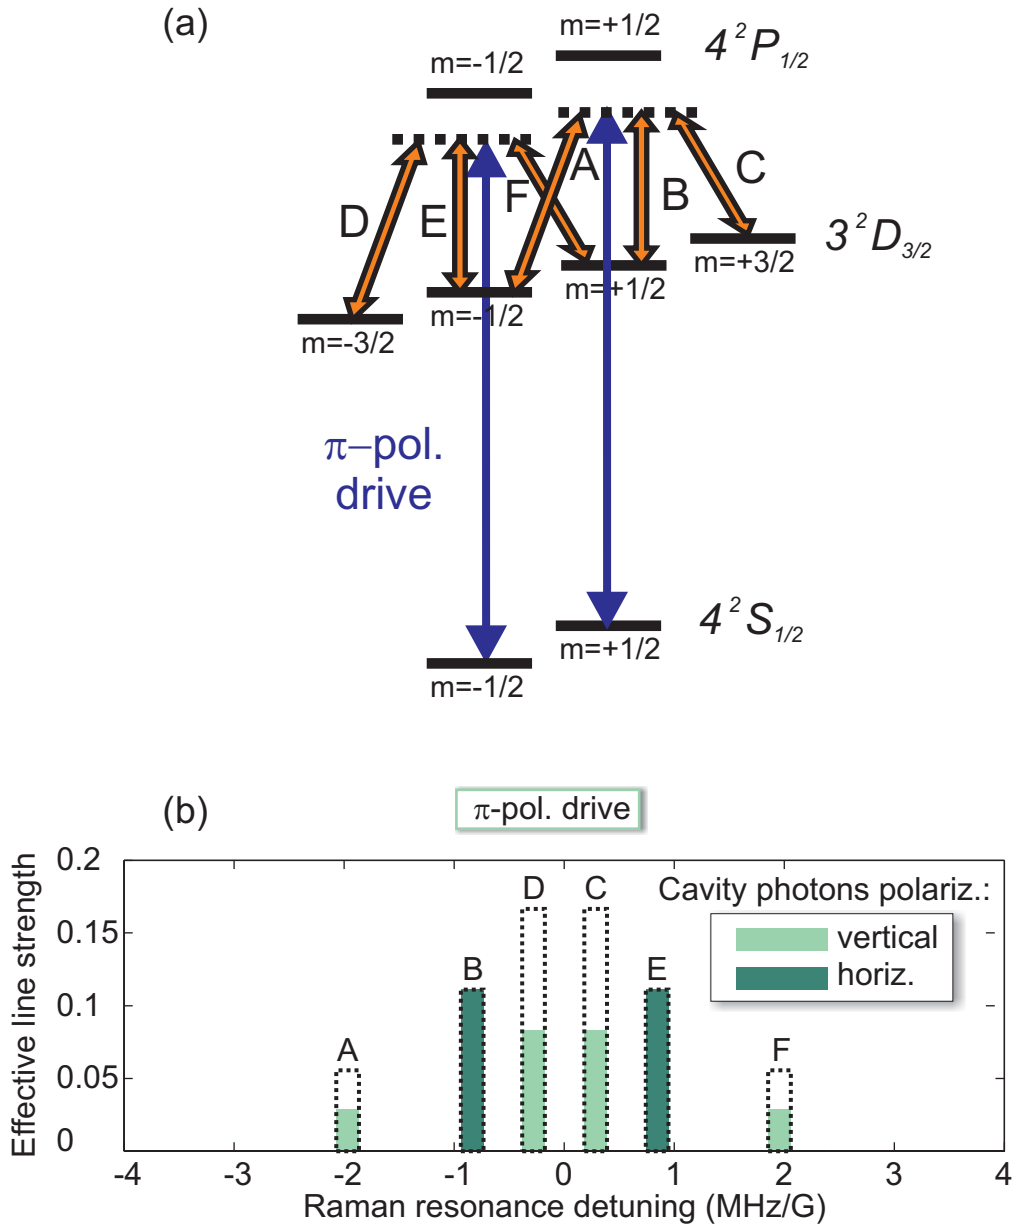 (a)
m=+1/2
4 ²P₁/₂
m=-1/2
A
C
D
E
F
B
3 ²D₃/₂
m=+3/2
m=+1/2
m=-1/2
m=-3/2
π–pol.
drive
4 ²S₁/₂
m=+1/2
m=-1/2
(b)
π-pol. drive
Effective line strength
0.2
0.15
0.1
0.05
0
A
B
D
C
E
F
Cavity photons polariz.:
vertical
horiz.
-4
-3
-2
-1
0
1
2
3
4
Raman resonance detuning (MHz/G)